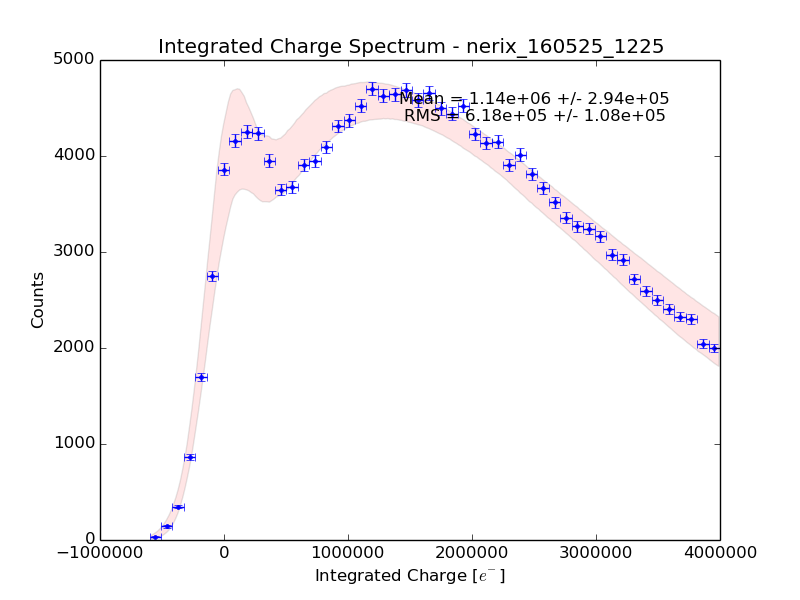 Integrated Charge Spectrum - nerix_160525_1225
5000
Mean = 1.14e+06 +/- 2.94e+05
RMS = 6.18e+05 +/- 1.08e+05
4000
3000
Counts
2000
1000
0
−1000000 0 1000000 2000000 3000000 4000000
Integrated Charge [e⁻]